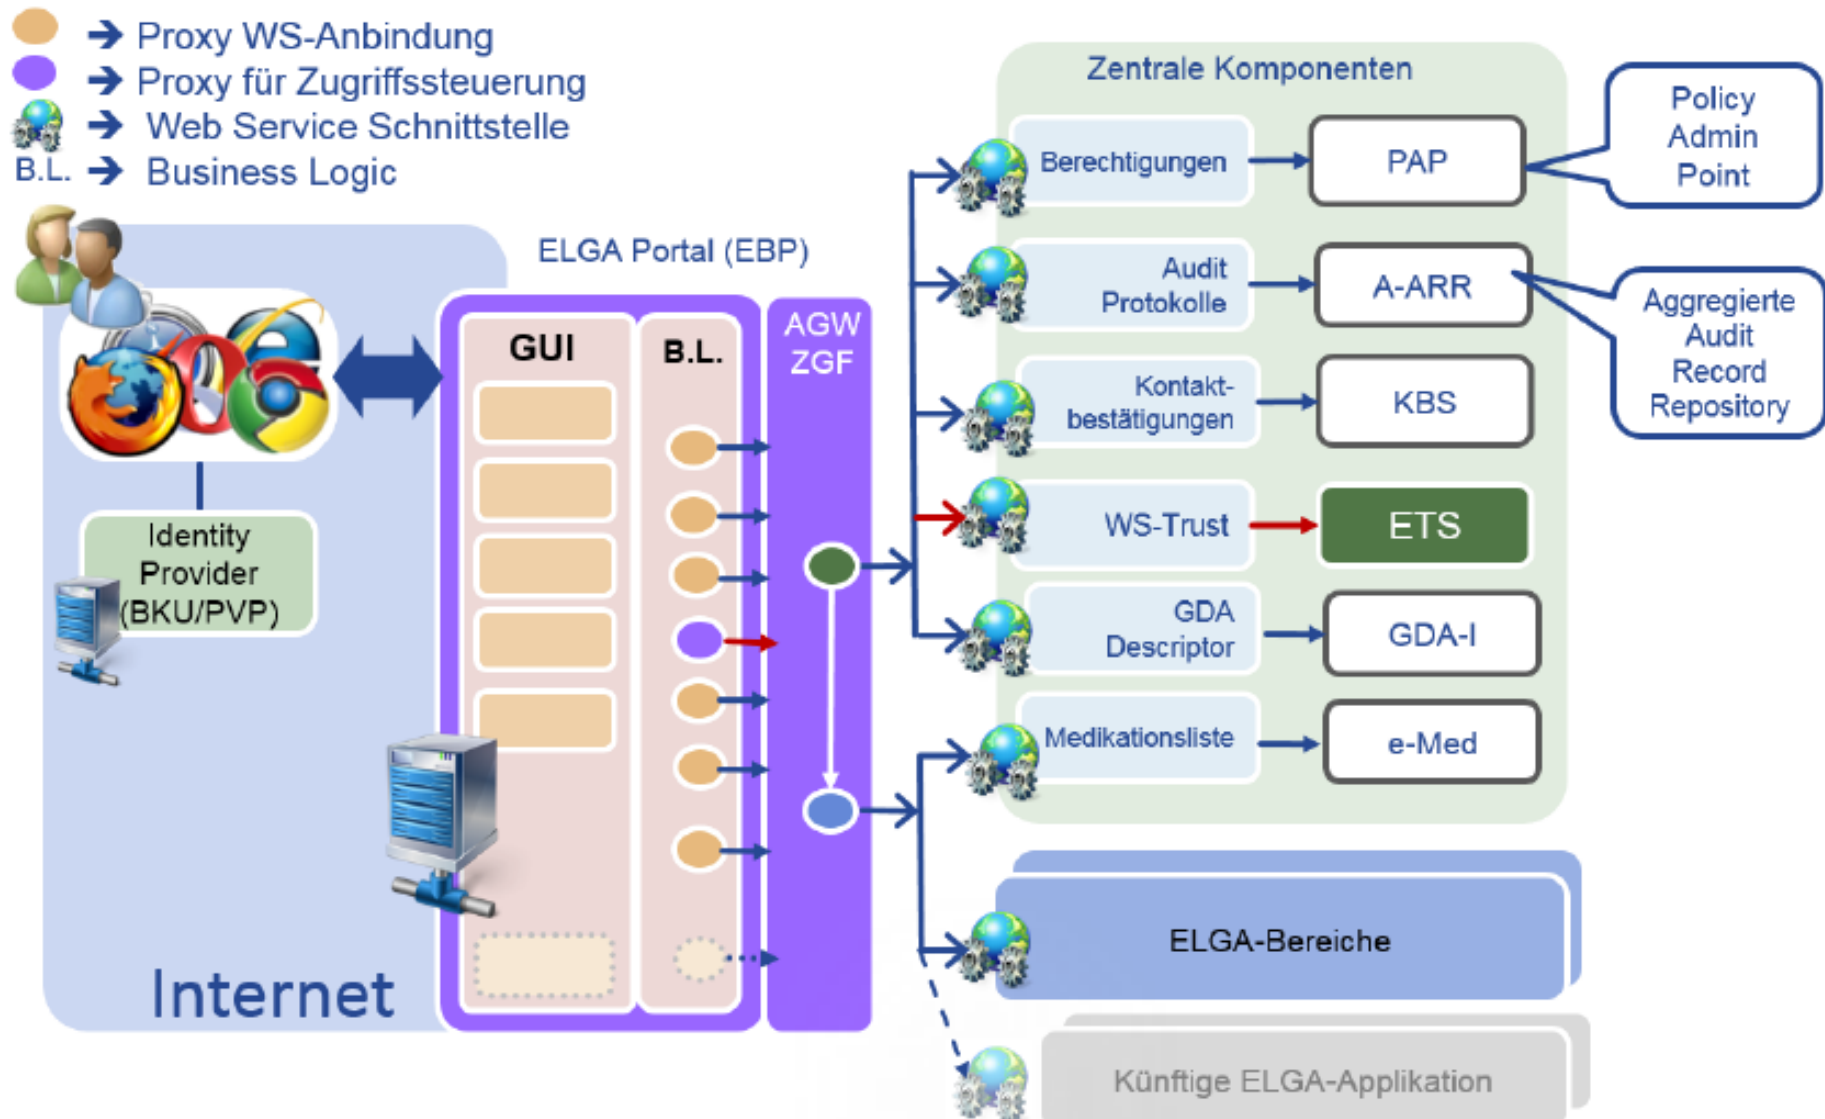 Proxy WS-Anbindung
Proxy für Zugriffssteuerung
Web Service Schnittstelle
B.L. → Business Logic
ELGA Portal (EBP)
GUI
B.L.
AGW
ZGF
Identity
Provider
(BKU/PVP)
Internet
Zentrale Komponenten
Berechtigungen
PAP
Policy
Admin
Point
Audit
Protokolle
A-ARR
Aggregierte
Audit
Record
Repository
Kontakt-
bestätigungen
KBS
WS-Trust
ETS
GDA
Descriptor
GDA-I
Medikationsliste
e-Med
ELGA-Bereiche
Künftige ELGA-Applikation